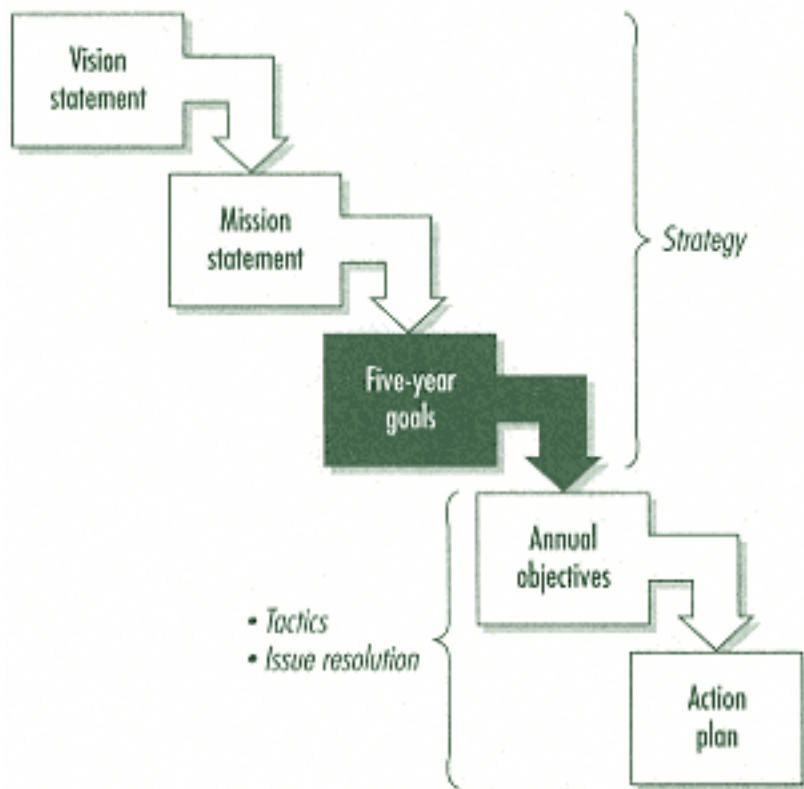 Vision
statement
Mission
statement
Strategy
Five-year
goals
Annual
objectives
• Tactics
• Issue resolution
Action
plan